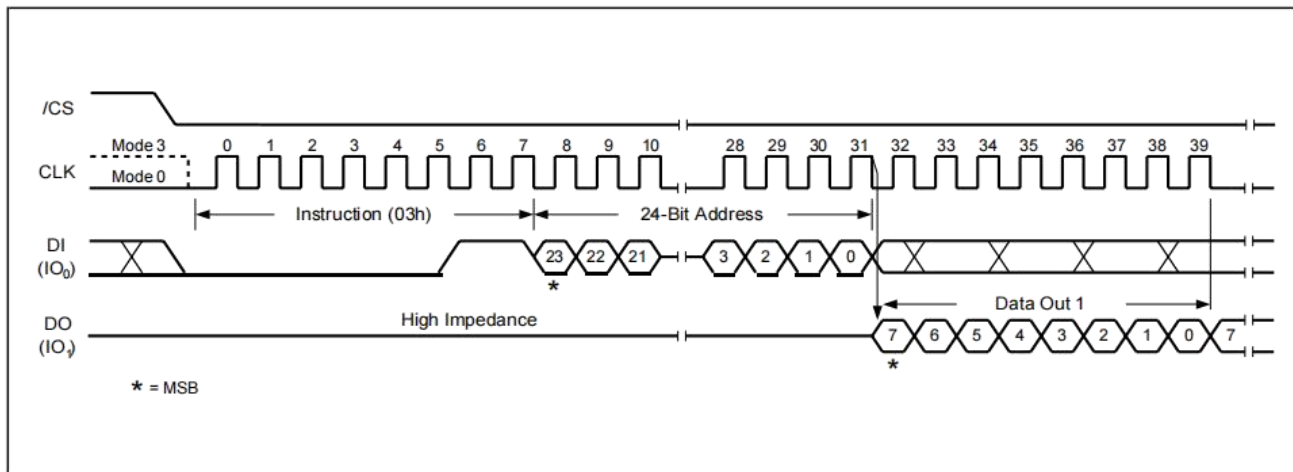 /CS
Mode 3 0 1 2 3 4 5 6 7 8 9 10 28 29 30 31 32 33 34 35 36 37 38 39
CLK
Mode 0
Instruction (03h) 24-Bit Address
DI
(IO₀)
23 22 21 3 2 1 0
*
Data Out 1
DO
(IO₁)
High Impedance
7 6 5 4 3 2 1 0 7
*
* = MSB